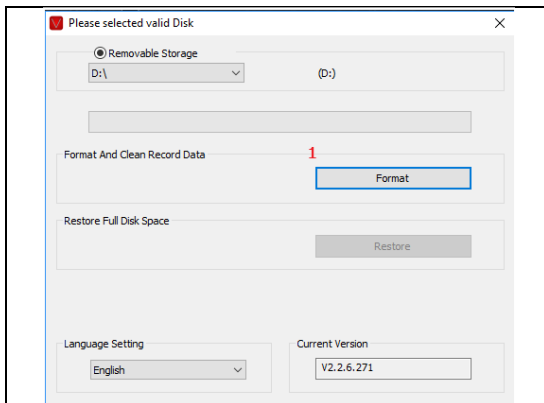 Please selected valid Disk
Removable Storage
D:\
(D:)
Format And Clean Record Data
1
Format
Restore Full Disk Space
Restore
Language Setting
Current Version
English
V2.2.6.271